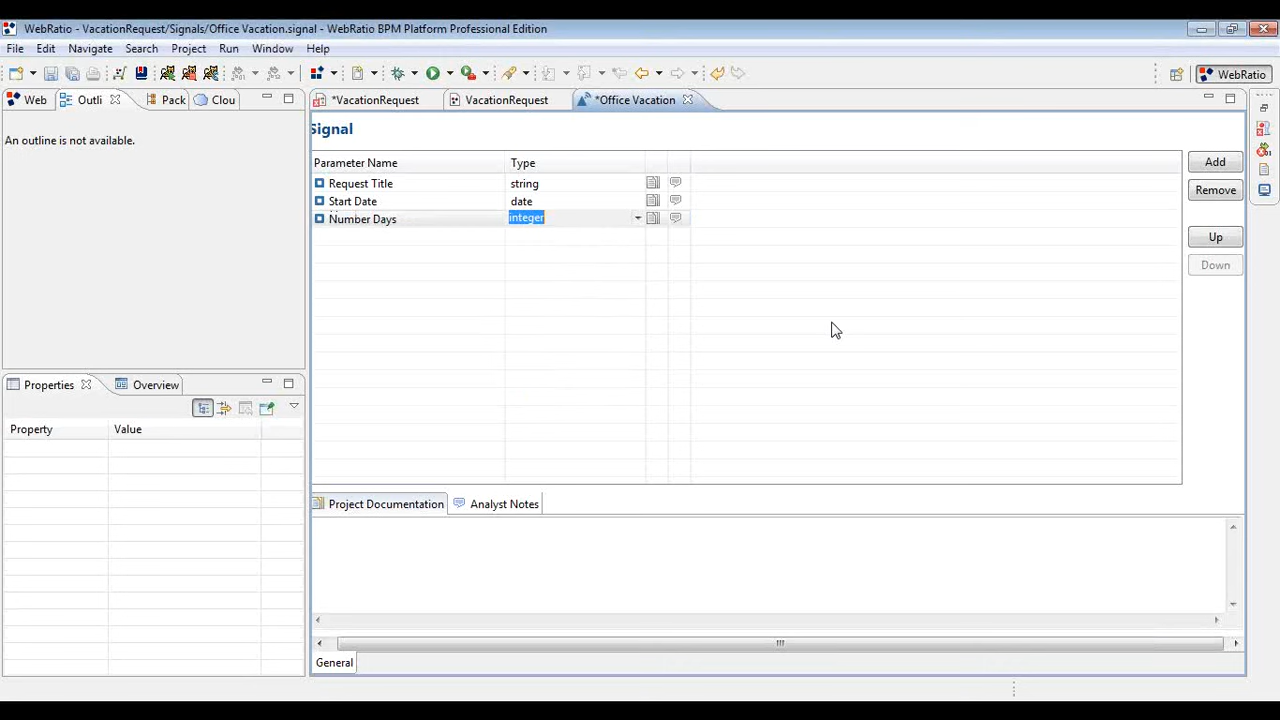 WebRatio - VacationRequest/Signals/Office Vacation.signal - WebRatio BPM Platform Professional Edition
File Edit Navigate Search Project Run Window Help
WebRatio
Web Outli Pack Clou
*VacationRequest VacationRequest *Office Vacation
An outline is not available.
Signal
Parameter Name Type
Request Title string
Start Date date
Number Days integer
Add
Remove
Up
Down
Properties Overview
Property Value
Project Documentation Analyst Notes
General